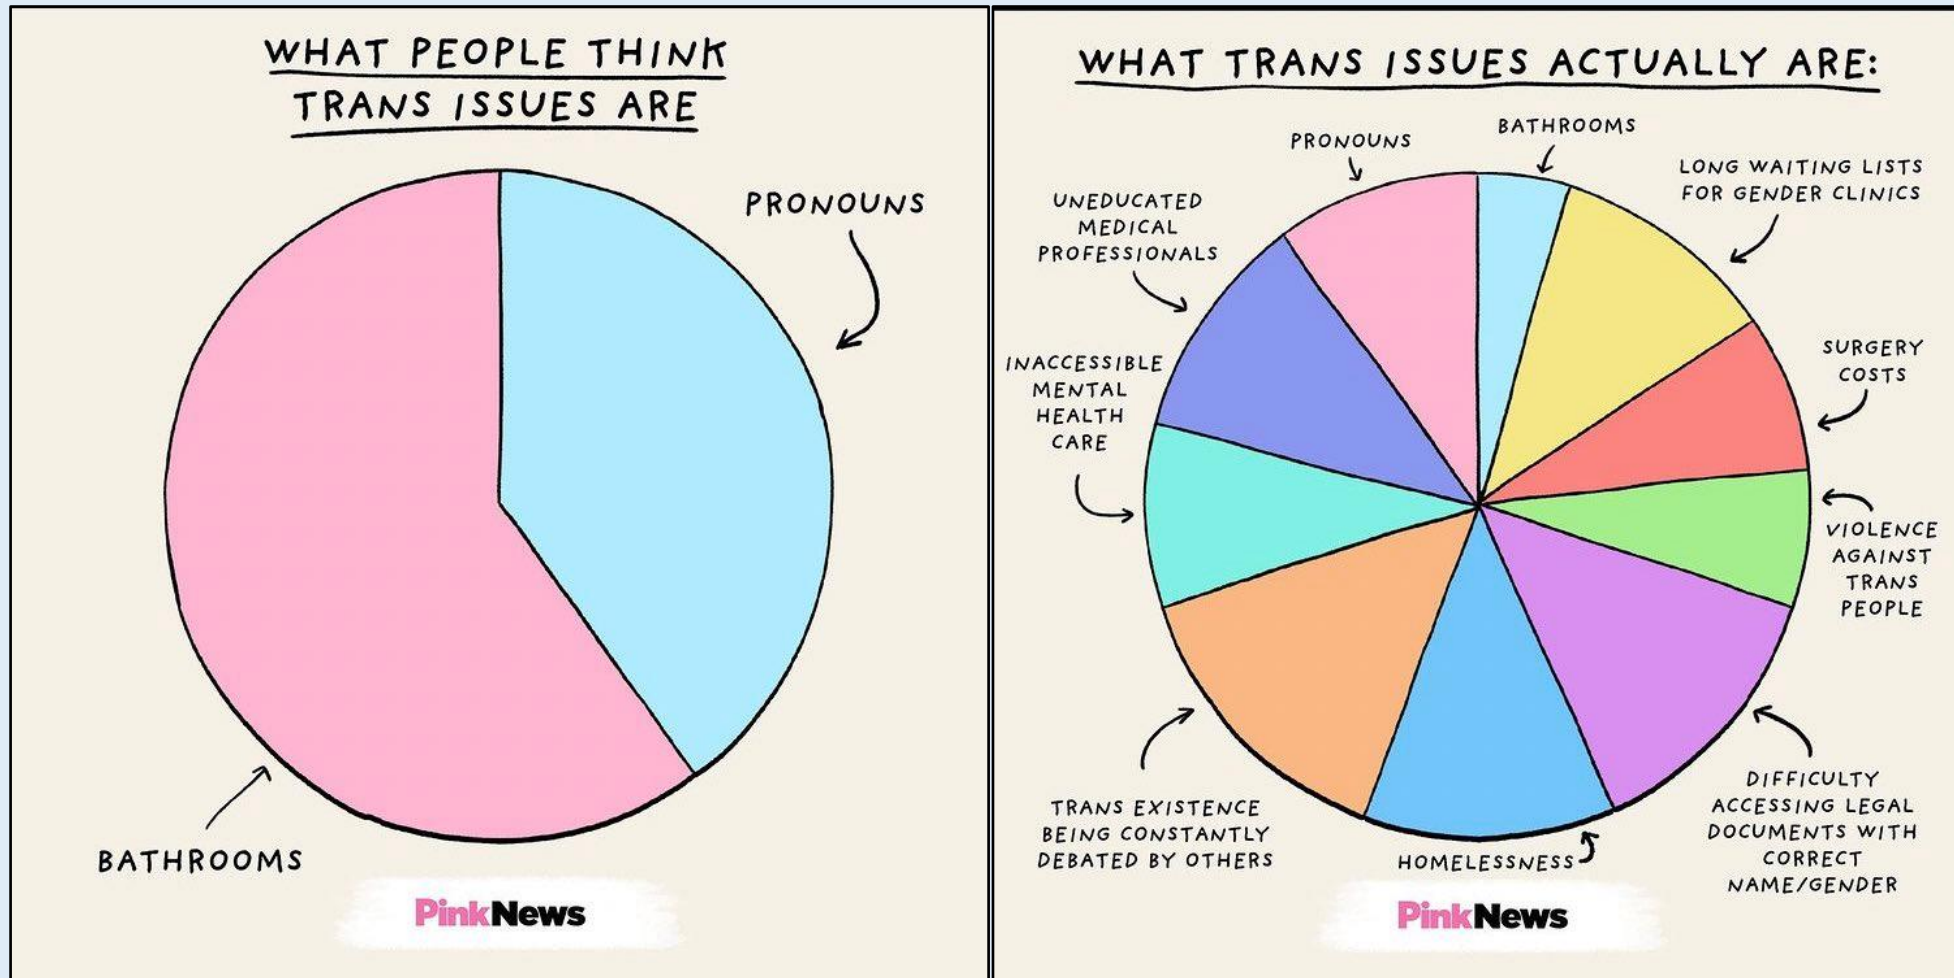 WHAT PEOPLE THINK
TRANS ISSUES ARE
PRONOUNS
BATHROOMS
PinkNews
WHAT TRANS ISSUES ACTUALLY ARE:
PRONOUNS
BATHROOMS
LONG WAITING LISTS
FOR GENDER CLINICS
UNEDUCATED
MEDICAL
PROFESSIONALS
SURGERY
COSTS
INACCESSIBLE
MENTAL
HEALTH
CARE
VIOLENCE
AGAINST
TRANS
PEOPLE
TRANS EXISTENCE
BEING CONSTANTLY
DEBATED BY OTHERS
HOMELESSNESS
DIFFICULTY
ACCESSING LEGAL
DOCUMENTS WITH
CORRECT
NAME/GENDER
PinkNews